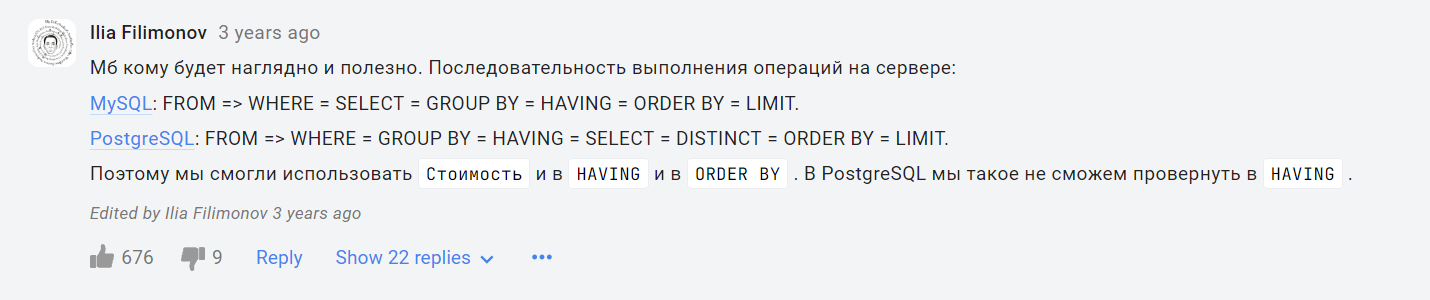 Ilia Filimonov 3 years ago
Мб кому будет наглядно и полезно. Последовательность выполнения операций на сервере:
MySQL: FROM => WHERE = SELECT = GROUP BY = HAVING = ORDER BY = LIMIT.
PostgreSQL: FROM => WHERE = GROUP BY = HAVING = SELECT = DISTINCT = ORDER BY = LIMIT.
Поэтому мы смогли использовать Стоимость и в HAVING и в ORDER BY . В PostgreSQL мы такое не сможем провернуть в HAVING .
Edited by Ilia Filimonov 3 years ago
676 9 Reply Show 22 replies